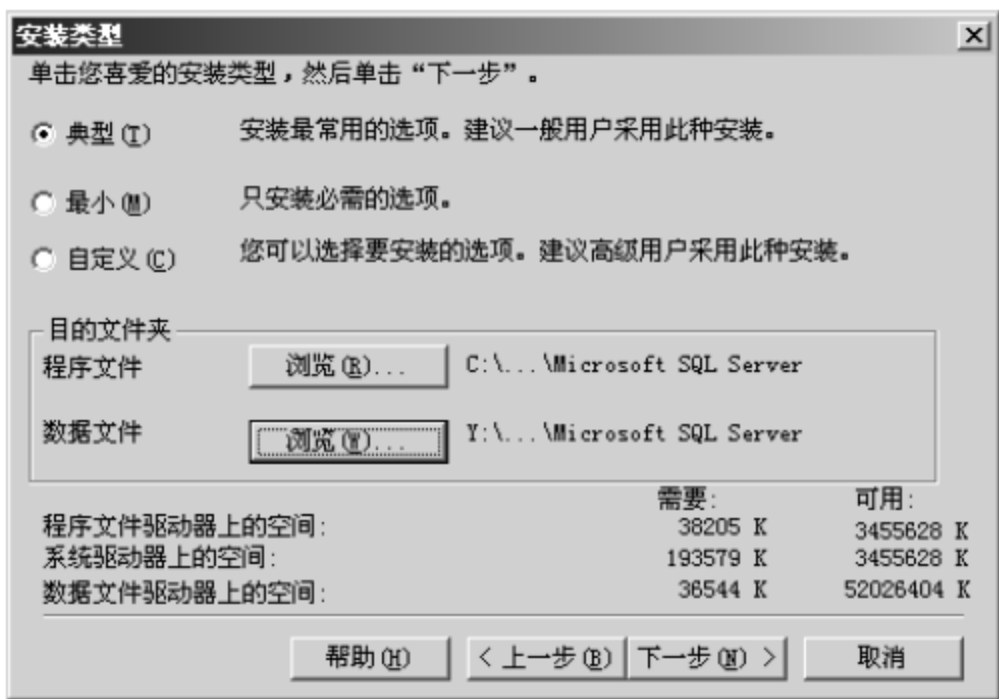 安装类型
单击您喜爱的安装类型，然后单击“下一步”。
典型(T) 安装最常用的选项。建议一般用户采用此种安装。
最小(M) 只安装必需的选项。
自定义(C) 您可以选择要安装的选项。建议高级用户采用此种安装。
目的文件夹
程序文件 浏览(R)... C:\...\Microsoft SQL Server
数据文件 浏览(W)... Y:\...\Microsoft SQL Server
需要: 可用:
程序文件驱动器上的空间: 38205 K 3455628 K
系统驱动器上的空间: 193579 K 3455628 K
数据文件驱动器上的空间: 36544 K 52026404 K
帮助(H) < 上一步(B) 下一步(N) > 取消